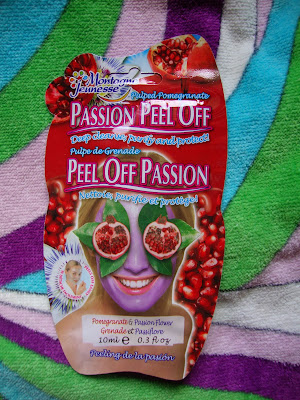 Montagne
Jeunesse
Pulped Pomegranate
PASSION PEEL OFF
Deep cleanse, purify and protect!
Pulpe de Grenade
PEEL OFF PASSION
Nettoie, purifie et protège!
Pomegranate & Passion Flower
Grenade et Passiflore
10ml e 0.3 fl oz
Peeling de la pasión